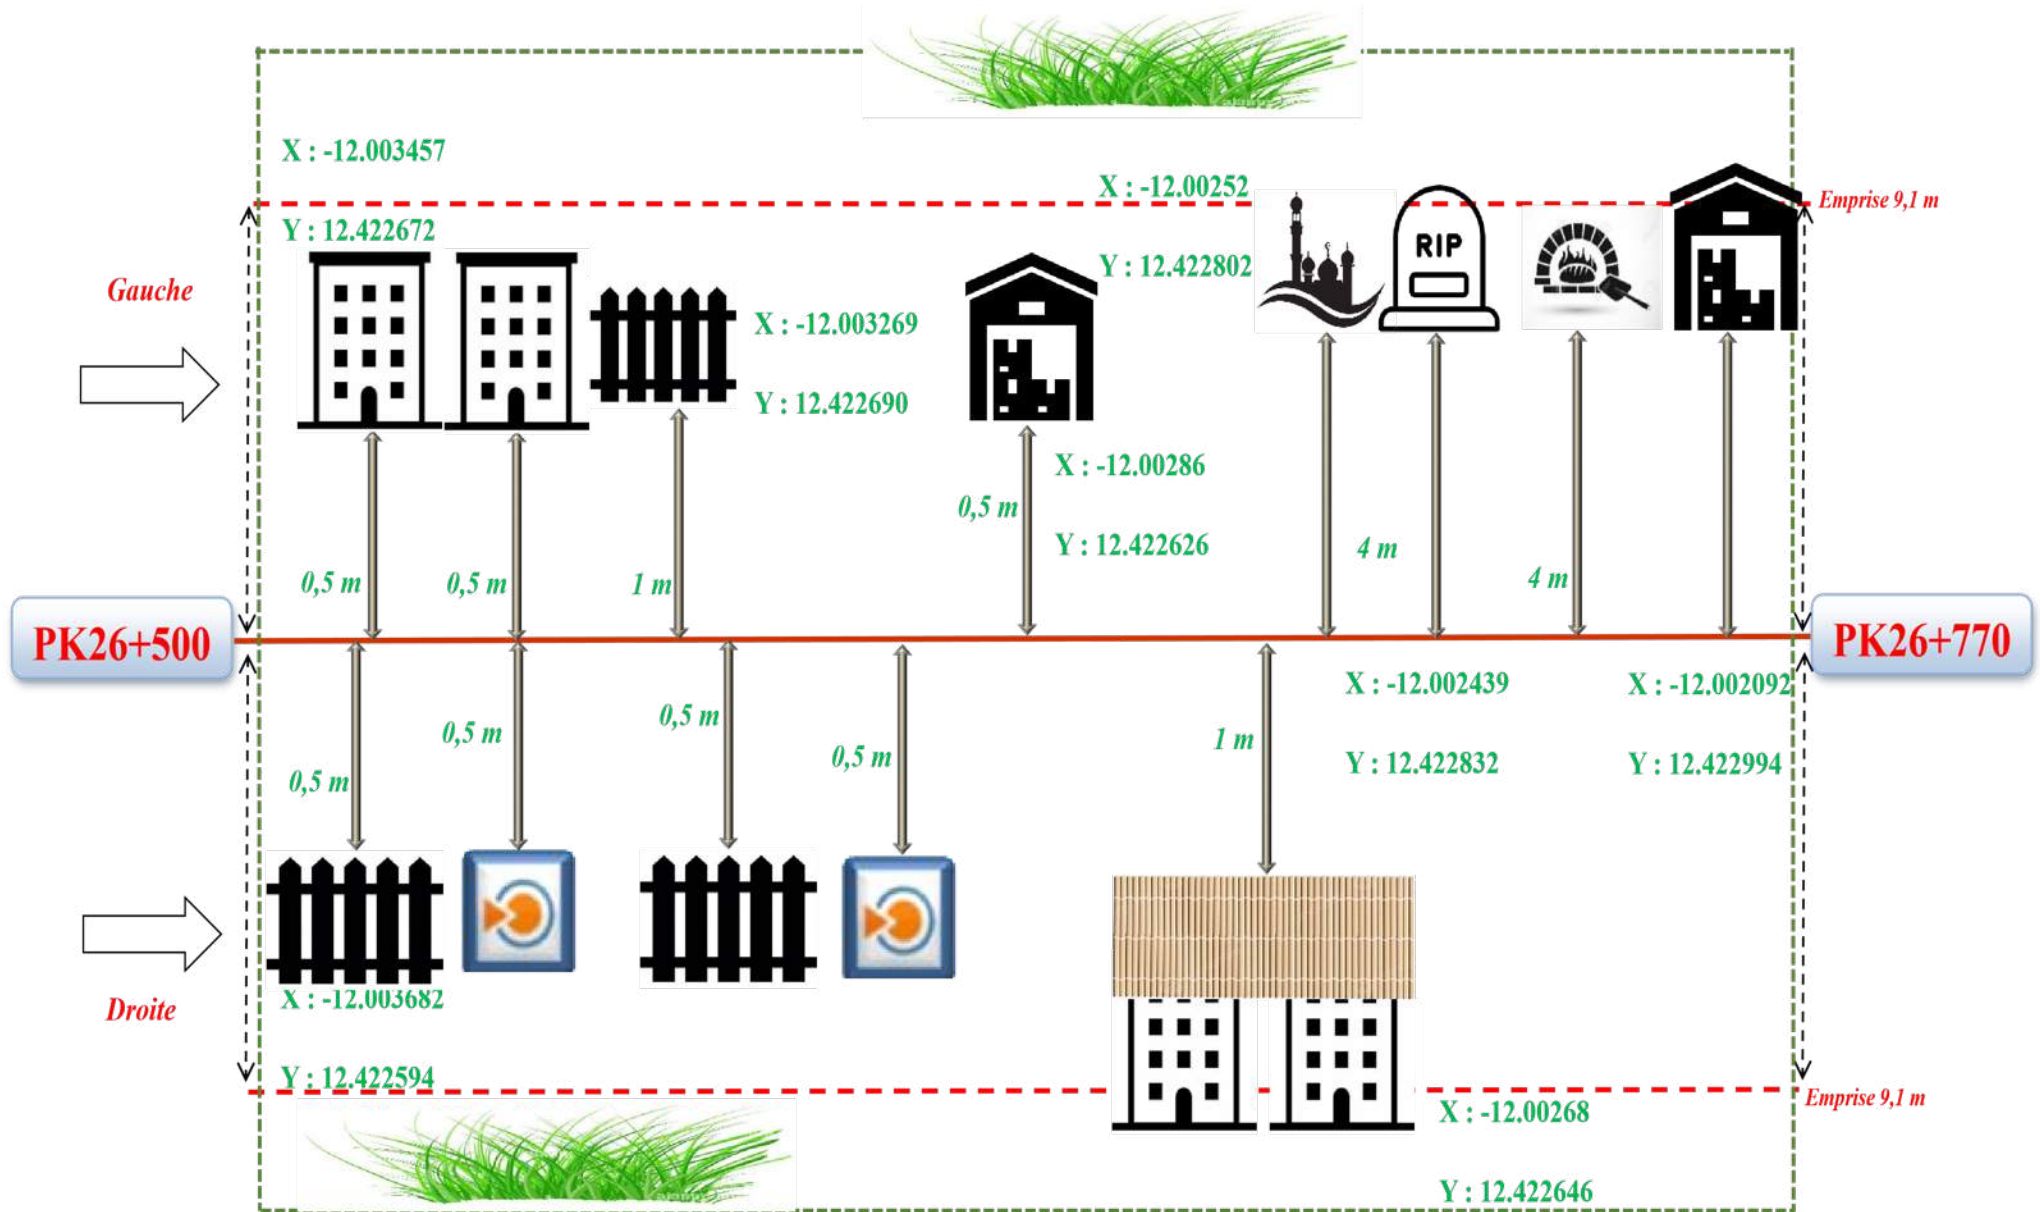 X : -12.003457
X : -12.00252
Emprise 9,1 m
Y : 12.422672
RIP
Y : 12.422802
Gauche
X : -12.003269
Y : 12.422690
X : -12.00286
0,5 m
Y : 12.422626
4 m
0,5 m
0,5 m
1 m
4 m
PK26+500
PK26+770
X : -12.002439
X : -12.002092
0,5 m
0,5 m
1 m
0,5 m
0,5 m
Y : 12.422832
Y : 12.422994
X : -12.003682
Droite
Y : 12.422594
Emprise 9,1 m
X : -12.00268
Y : 12.422646